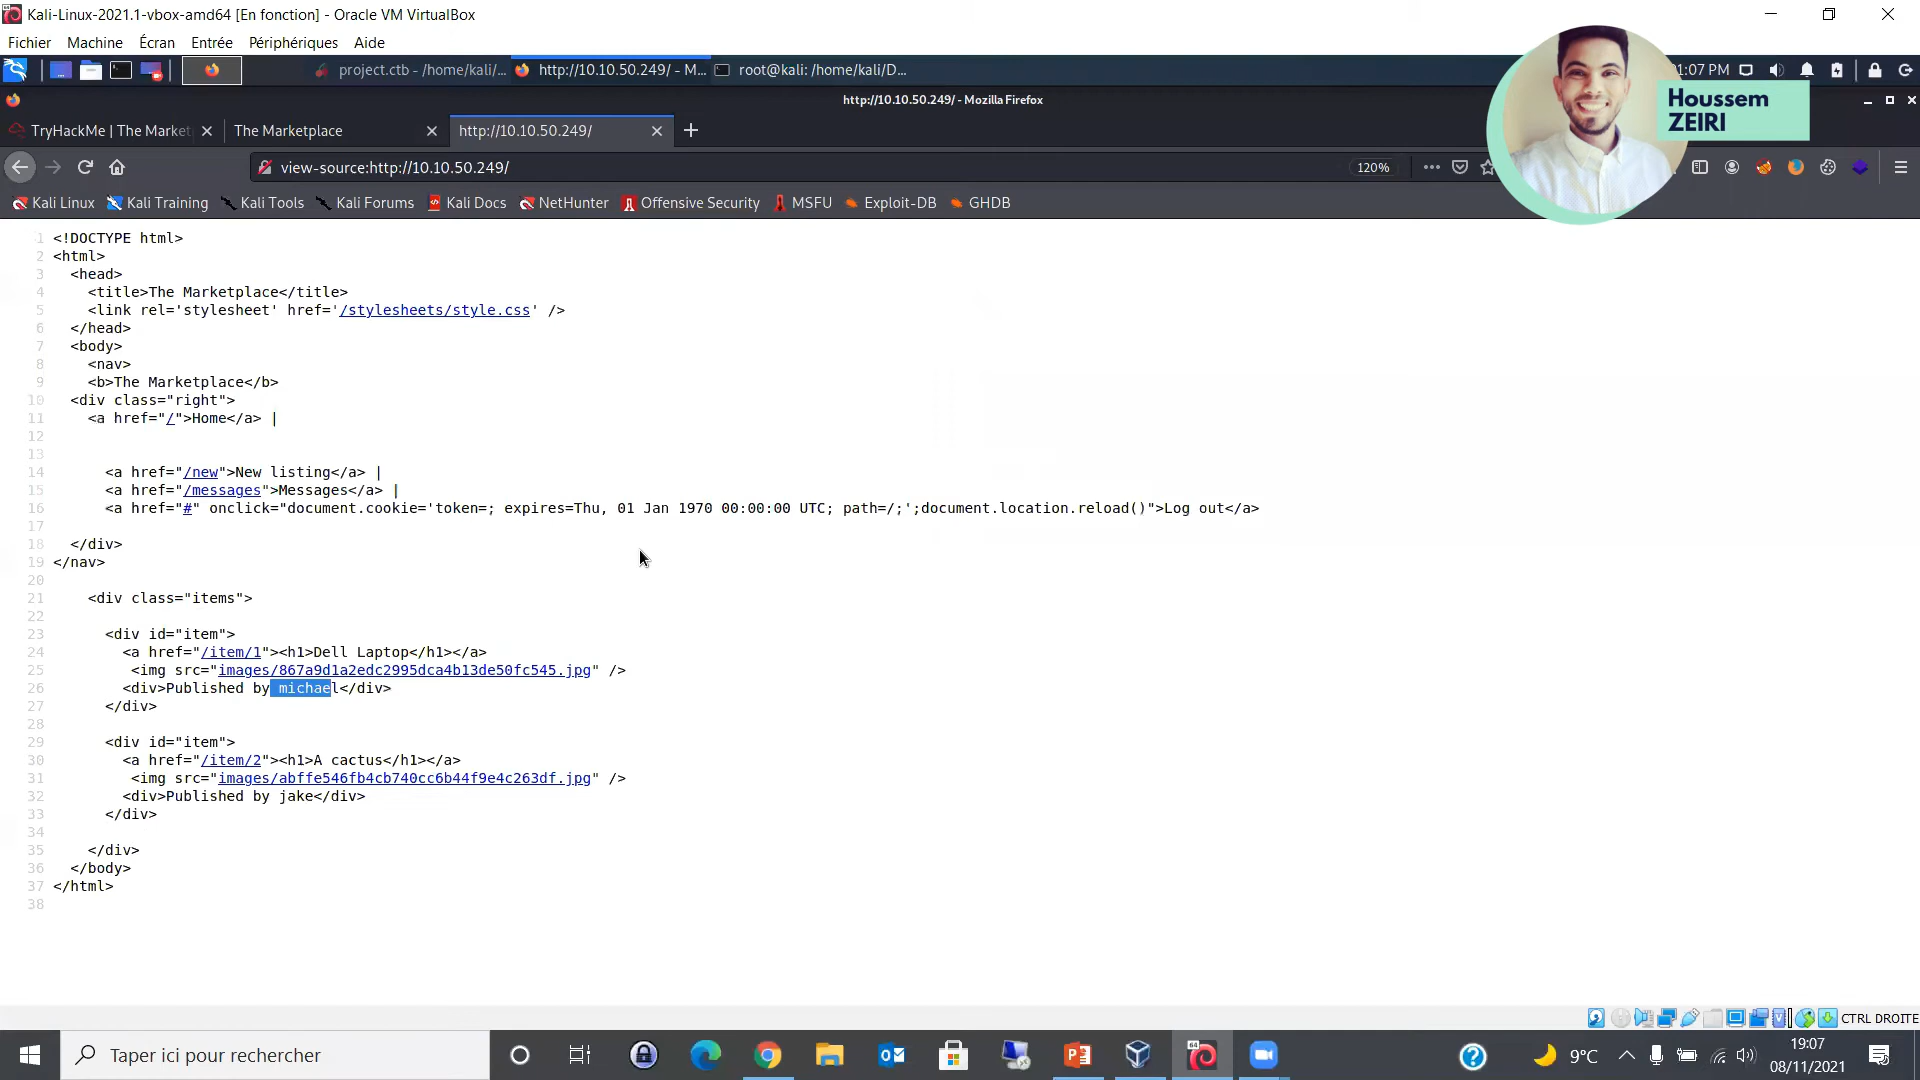 Kali-Linux-2021.1-vbox-amd64 [En fonction] - Oracle VM VirtualBox
Fichier Machine Écran Entrée Périphériques Aide
project.ctb - /home/kali/... http://10.10.50.249/ - M... root@kali: /home/kali/D... 1:07 PM
http://10.10.50.249/ - Mozilla Firefox
Houssem
ZEIRI
TryHackMe | The Market The Marketplace http://10.10.50.249/
view-source:http://10.10.50.249/ 120%
Kali Linux Kali Training Kali Tools Kali Forums Kali Docs NetHunter Offensive Security MSFU Exploit-DB GHDB
1 <!DOCTYPE html>
2 <html>
3 <head>
4 <title>The Marketplace</title>
5 <link rel='stylesheet' href='/stylesheets/style.css' />
6 </head>
7 <body>
8 <nav>
9 <b>The Marketplace</b>
10 <div class="right">
11 <a href="/">Home</a> |
12
13
14 <a href="/new">New listing</a> |
15 <a href="/messages">Messages</a> |
16 <a href="#" onclick="document.cookie='token=; expires=Thu, 01 Jan 1970 00:00:00 UTC; path=/;';document.location.reload()">Log out</a>
17
18 </div>
19 </nav>
20
21 <div class="items">
22
23 <div id="item">
24 <a href="/item/1"><h1>Dell Laptop</h1></a>
25 <img src="images/867a9d1a2edc2995dca4b13de50fc545.jpg" />
26 <div>Published by michael</div>
27 </div>
28
29 <div id="item">
30 <a href="/item/2"><h1>A cactus</h1></a>
31 <img src="images/abffe546fb4cb740cc6b44f9e4c263df.jpg" />
32 <div>Published by jake</div>
33 </div>
34
35 </div>
36 </body>
37 </html>
38
CTRL DROITE
Taper ici pour rechercher 9°C 19:07
08/11/2021